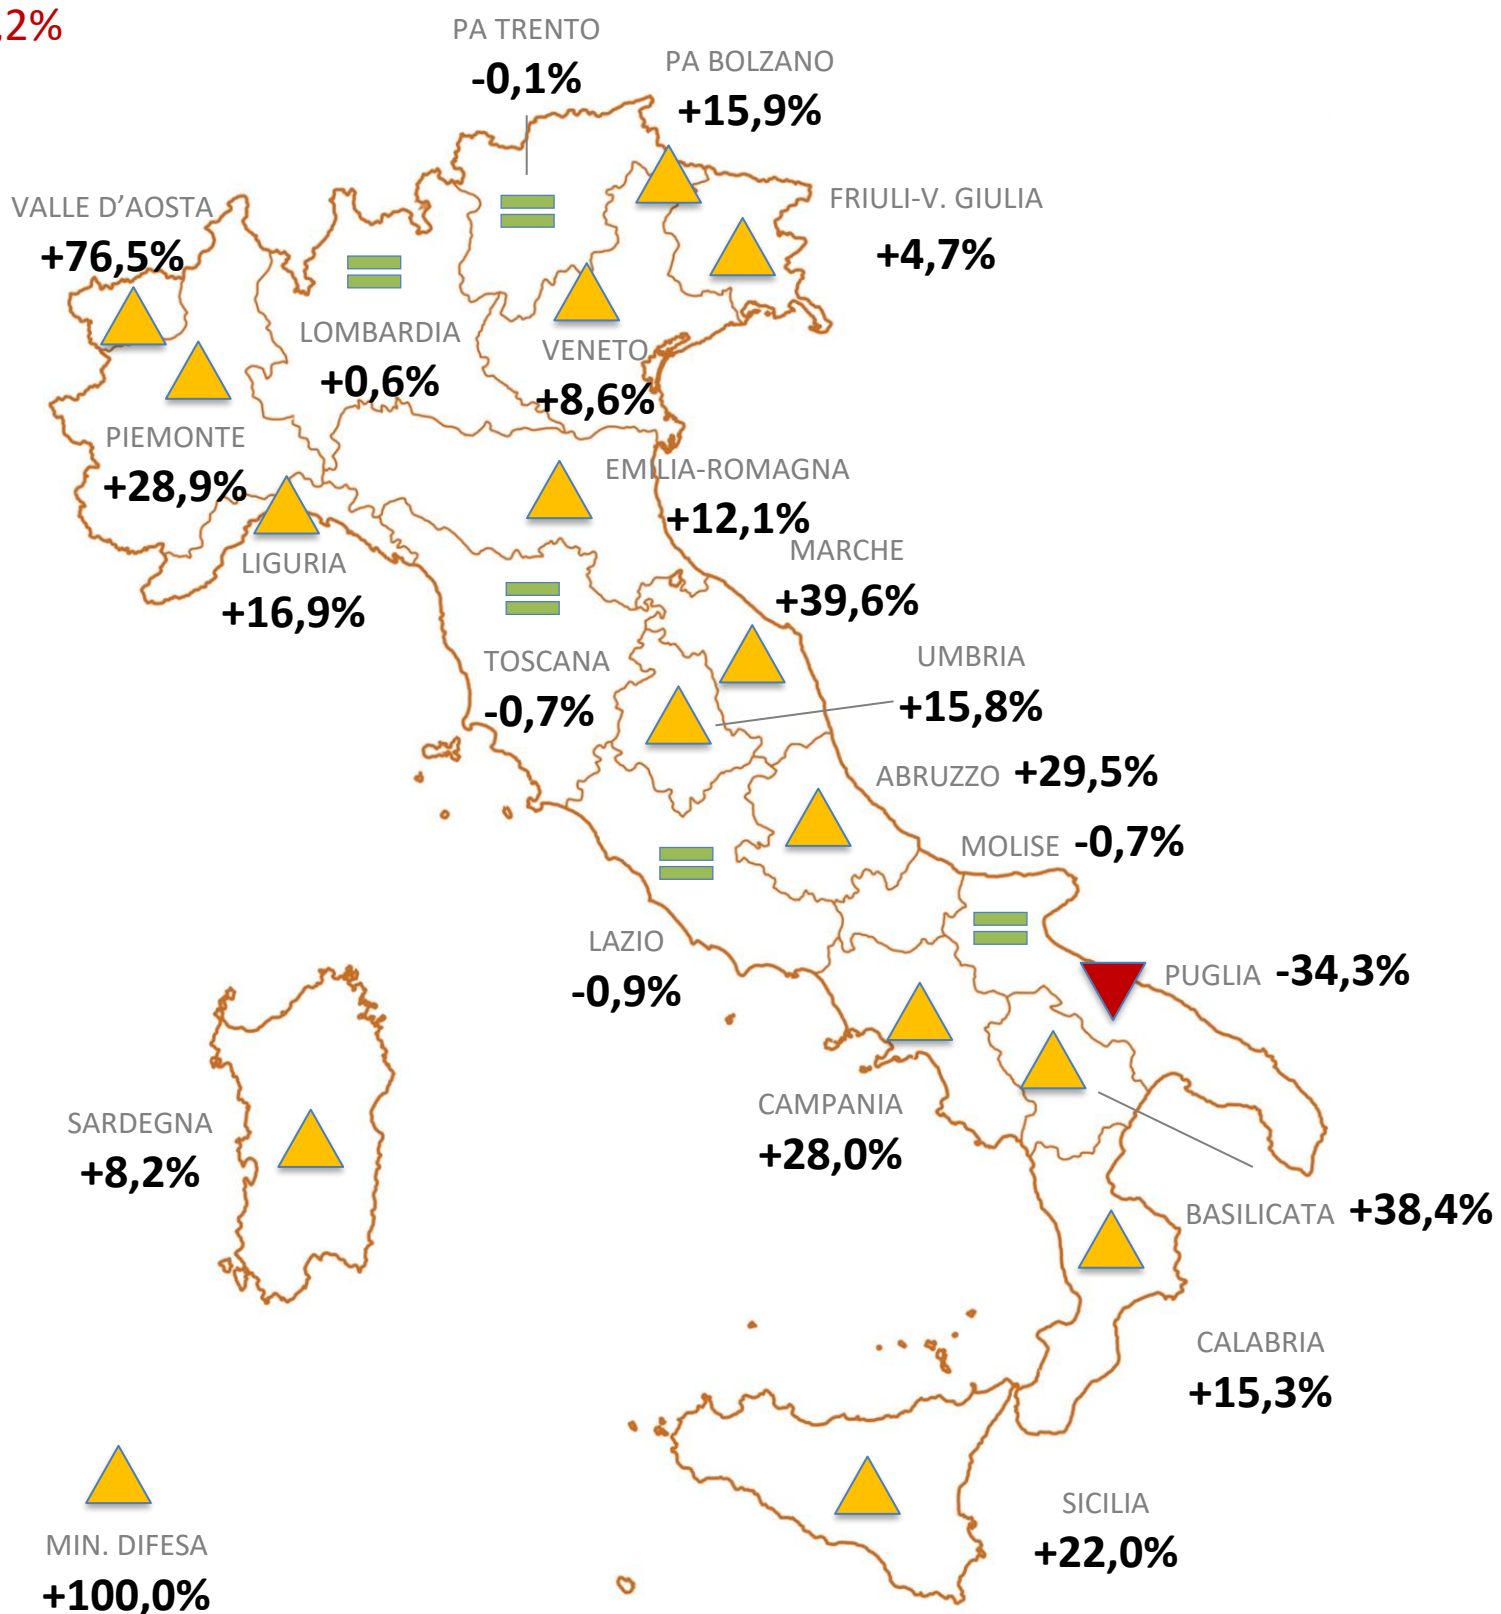 ,2%
PA TRENTO
-0,1%
PA BOLZANO
+15,9%
VALLE D'AOSTA
+76,5%
FRIULI-V. GIULIA
+4,7%
LOMBARDIA
+0,6%
VENETO
+8,6%
PIEMONTE
+28,9%
EMILIA-ROMAGNA
+12,1%
LIGURIA
+16,9%
MARCHE
+39,6%
TOSCANA
-0,7%
UMBRIA
+15,8%
ABRUZZO +29,5%
MOLISE -0,7%
LAZIO
-0,9%
PUGLIA -34,3%
CAMPANIA
+28,0%
SARDEGNA
+8,2%
BASILICATA +38,4%
CALABRIA
+15,3%
SICILIA
+22,0%
MIN. DIFESA
+100,0%